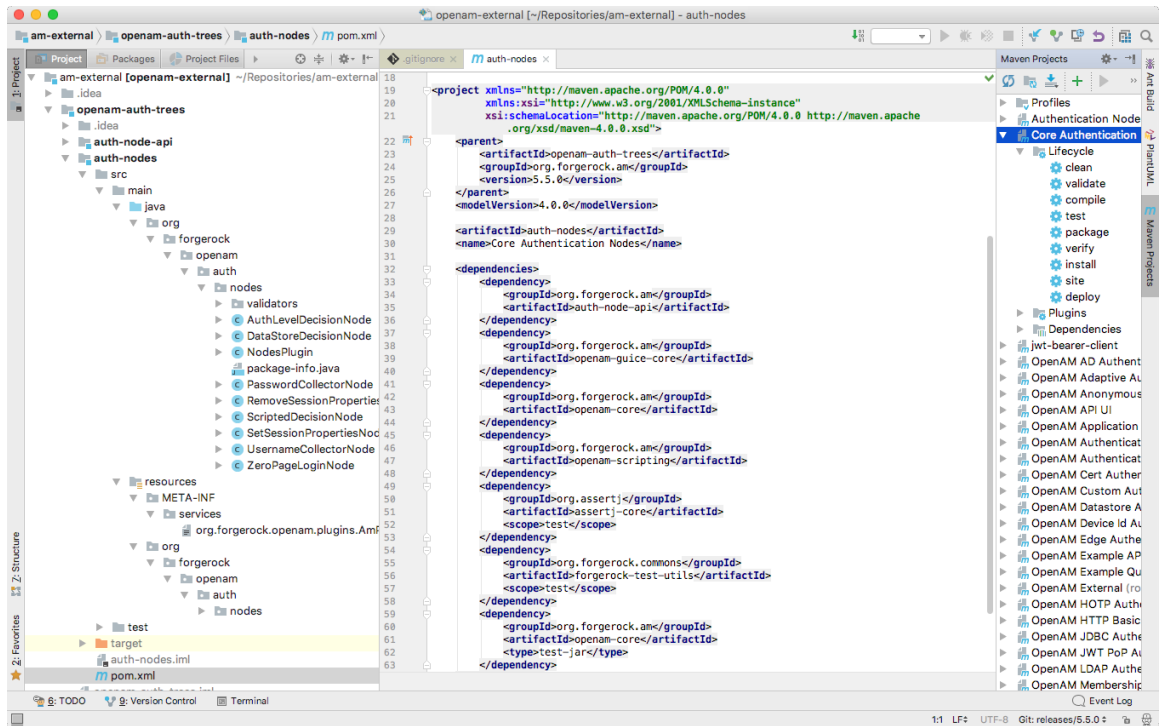 openam-external [~/Repositories/am-external] - auth-nodes
am-external
openam-auth-trees
auth-nodes
pom.xml
1: Project
Z: Structure
2: Favorites
Project
Packages
Project Files
am-external [openam-external] ~/Repositories/am-external
.idea
openam-auth-trees
.idea
auth-node-api
auth-nodes
src
main
java
org
forgerock
openam
auth
nodes
validators
AuthLevelDecisionNode
DataStoreDecisionNode
NodesPlugin
package-info.java
PasswordCollectorNode
RemoveSessionProperties
ScriptedDecisionNode
SetSessionPropertiesNod
UsernameCollectorNode
ZeroPageLoginNode
resources
META-INF
services
org.forgerock.openam.plugins.AmP
org
forgerock
openam
auth
nodes
test
target
auth-nodes.iml
pom.xml
openam-auth-trees.iml
.gitignore
auth-nodes
18
19 <project xmlns="http://maven.apache.org/POM/4.0.0"
20 xmlns:xsi="http://www.w3.org/2001/XMLSchema-instance"
21 xsi:schemaLocation="http://maven.apache.org/POM/4.0.0 http://maven.apache
.org/xsd/maven-4.0.0.xsd">
22 <parent>
23 <artifactId>openam-auth-trees</artifactId>
24 <groupId>org.forgerock.am</groupId>
25 <version>5.5.0</version>
26 </parent>
27 <modelVersion>4.0.0</modelVersion>
28
29 <artifactId>auth-nodes</artifactId>
30 <name>Core Authentication Nodes</name>
31
32 <dependencies>
33 <dependency>
34 <groupId>org.forgerock.am</groupId>
35 <artifactId>auth-node-api</artifactId>
36 </dependency>
37 <dependency>
38 <groupId>org.forgerock.am</groupId>
39 <artifactId>openam-guice-core</artifactId>
40 </dependency>
41 <dependency>
42 <groupId>org.forgerock.am</groupId>
43 <artifactId>openam-core</artifactId>
44 </dependency>
45 <dependency>
46 <groupId>org.forgerock.am</groupId>
47 <artifactId>openam-scripting</artifactId>
48 </dependency>
49 <dependency>
50 <groupId>org.assertj</groupId>
51 <artifactId>assertj-core</artifactId>
52 <scope>test</scope>
53 </dependency>
54 <dependency>
55 <groupId>org.forgerock.commons</groupId>
56 <artifactId>forgerock-test-utils</artifactId>
57 <scope>test</scope>
58 </dependency>
59 <dependency>
60 <groupId>org.forgerock.am</groupId>
61 <artifactId>openam-core</artifactId>
62 <type>test-jar</type>
63 </dependency>
Maven Projects
Profiles
Authentication Node
Core Authentication
Lifecycle
clean
validate
compile
test
package
verify
install
site
deploy
Plugins
Dependencies
jwt-bearer-client
OpenAM AD Authent
OpenAM Adaptive Au
OpenAM Anonymous
OpenAM API UI
OpenAM Application
OpenAM Authenticat
OpenAM Authenticat
OpenAM Cert Auther
OpenAM Custom Aut
OpenAM Datastore A
OpenAM Device Id Au
OpenAM Edge Authe
OpenAM Example AP
OpenAM Example Qu
OpenAM External (ro
OpenAM HOTP Auth
OpenAM HTTP Basic
OpenAM JDBC Authe
OpenAM JWT PoP Au
OpenAM LDAP Authe
OpenAM Membership
Ant Build
PlantUML
Maven Projects
6: TODO
9: Version Control
Terminal
Event Log
1:1 LF UTF-8 Git: releases/5.5.0